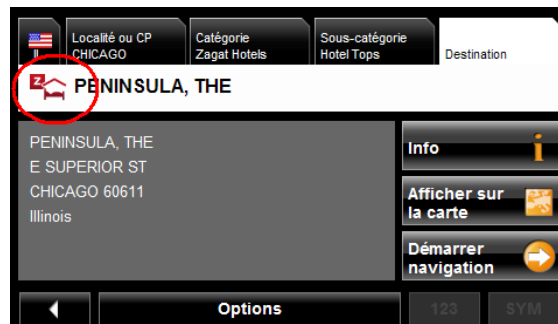 IL
Localité ou CP
CHICAGO
Catégorie
Zagat Hotels
Sous-catégorie
Hotel Tops
Destination
Z
PENINSULA, THE
PENINSULA, THE
E SUPERIOR ST
CHICAGO 60611
Illinois
Info
i
Afficher sur
la carte
Démarrer
navigation
Options
123
SYM